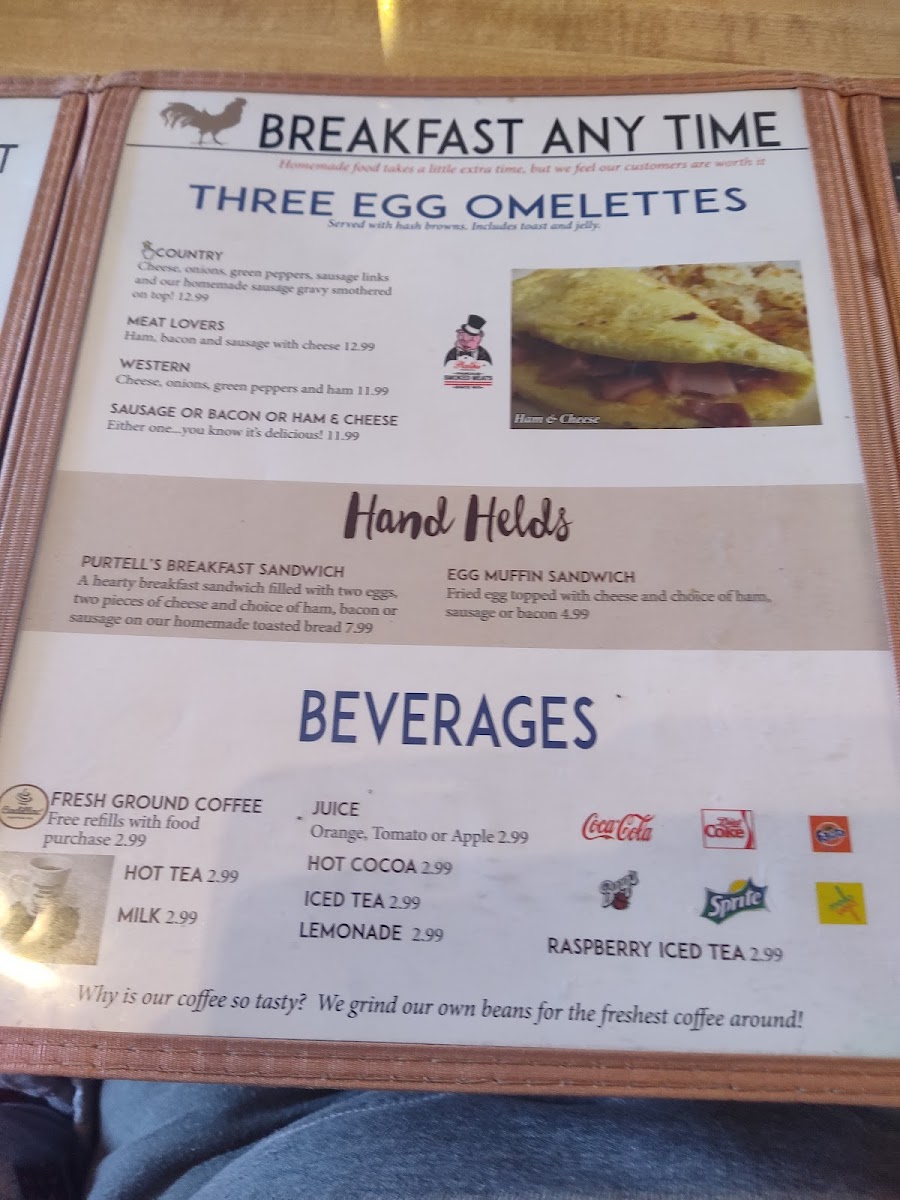 T
BREAKFAST ANY TIME
Homemade food takes a little extra time, but we feel our customers are worth it
THREE EGG OMELETTES
Served with hash browns. Includes toast and jelly.
COUNTRY
Cheese, onions, green peppers, sausage links
and our homemade sausage gravy smothered
on top! 12.99
MEAT LOVERS
Ham, bacon and sausage with cheese 12.99
WESTERN
Cheese, onions, green peppers and ham 11.99
SAUSAGE OR BACON OR HAM & CHEESE
Either one...you know it's delicious! 11.99
SMOKED MEATS
Ham & Cheese
Hand Helds
PURTELL'S BREAKFAST SANDWICH
A hearty breakfast sandwich filled with two eggs,
two pieces of cheese and choice of ham, bacon or
sausage on our homemade toasted bread 7.99
EGG MUFFIN SANDWICH
Fried egg topped with cheese and choice of ham,
sausage or bacon 4.99
BEVERAGES
FRESH GROUND COFFEE
Free refills with food
purchase 2.99
HOT TEA 2.99
MILK 2.99
JUICE
Orange, Tomato or Apple 2.99
HOT COCOA 2.99
ICED TEA 2.99
LEMONADE 2.99
Coca-Cola
Diet
Coke
Sprite
RASPBERRY ICED TEA 2.99
Why is our coffee so tasty? We grind our own beans for the freshest coffee around!